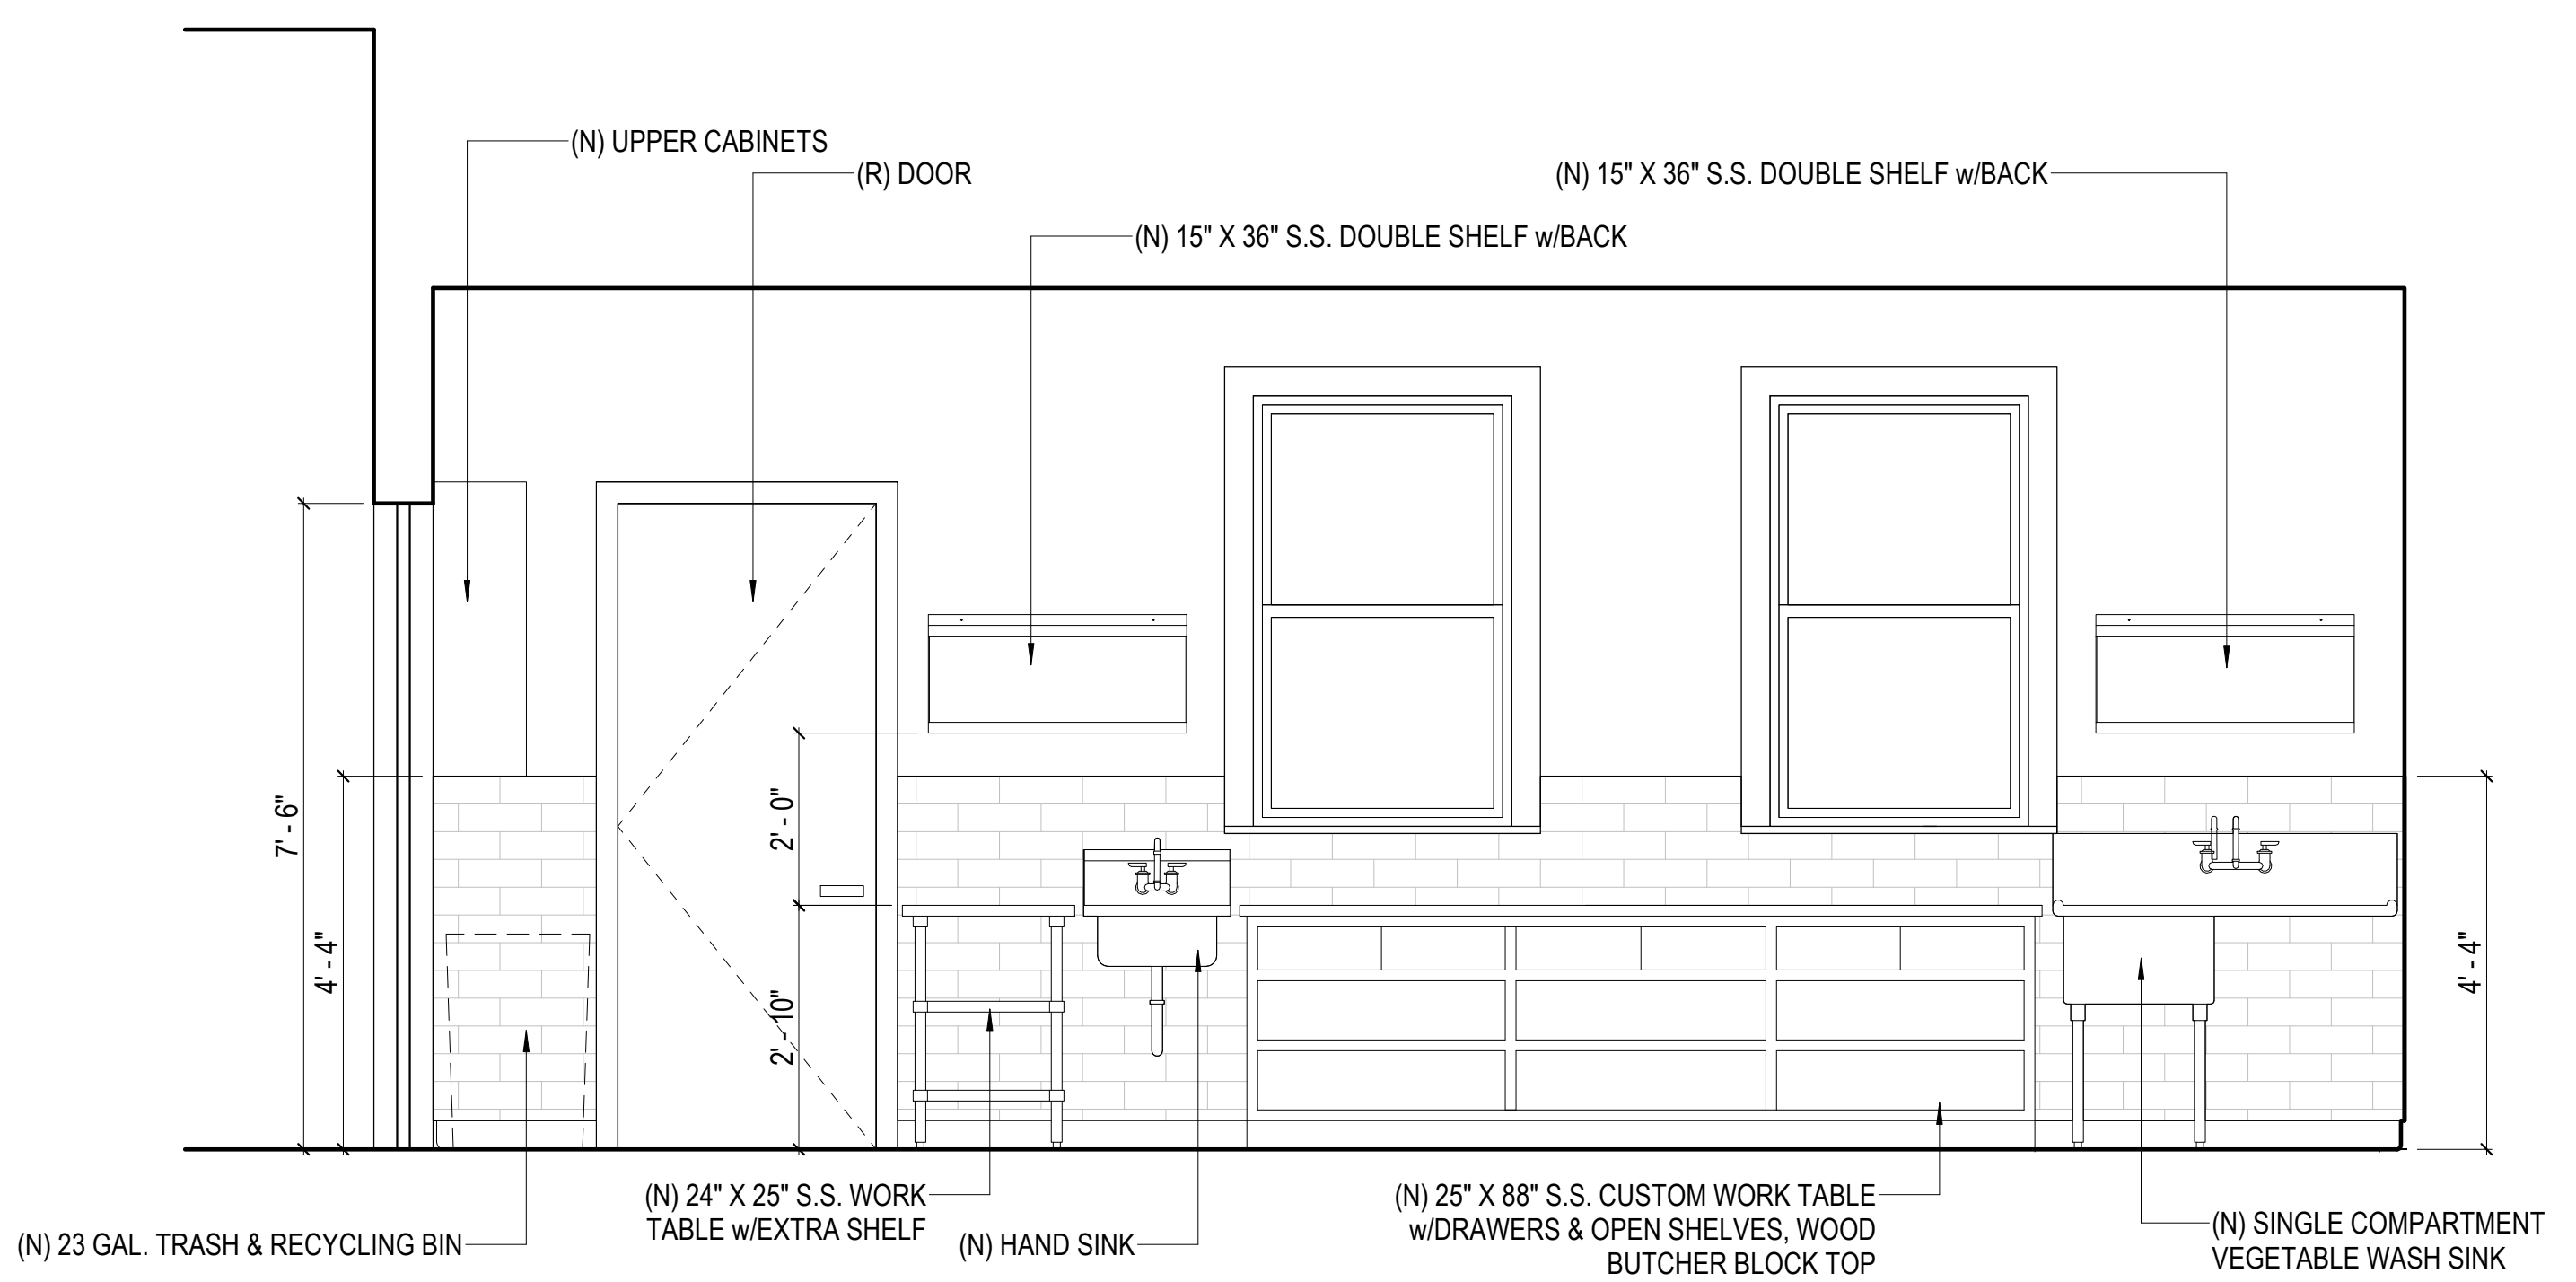 (N) UPPER CABINETS
(R) DOOR
(N) 15" X 36" S.S. DOUBLE SHELF w/BACK
(N) 15" X 36" S.S. DOUBLE SHELF w/BACK
7' - 6"
4' - 4"
2' - 0"
2' - 10"
4' - 4"
(N) 23 GAL. TRASH & RECYCLING BIN
(N) 24" X 25" S.S. WORK
TABLE w/EXTRA SHELF
(N) HAND SINK
(N) 25" X 88" S.S. CUSTOM WORK TABLE
w/DRAWERS & OPEN SHELVES, WOOD
BUTCHER BLOCK TOP
(N) SINGLE COMPARTMENT
VEGETABLE WASH SINK